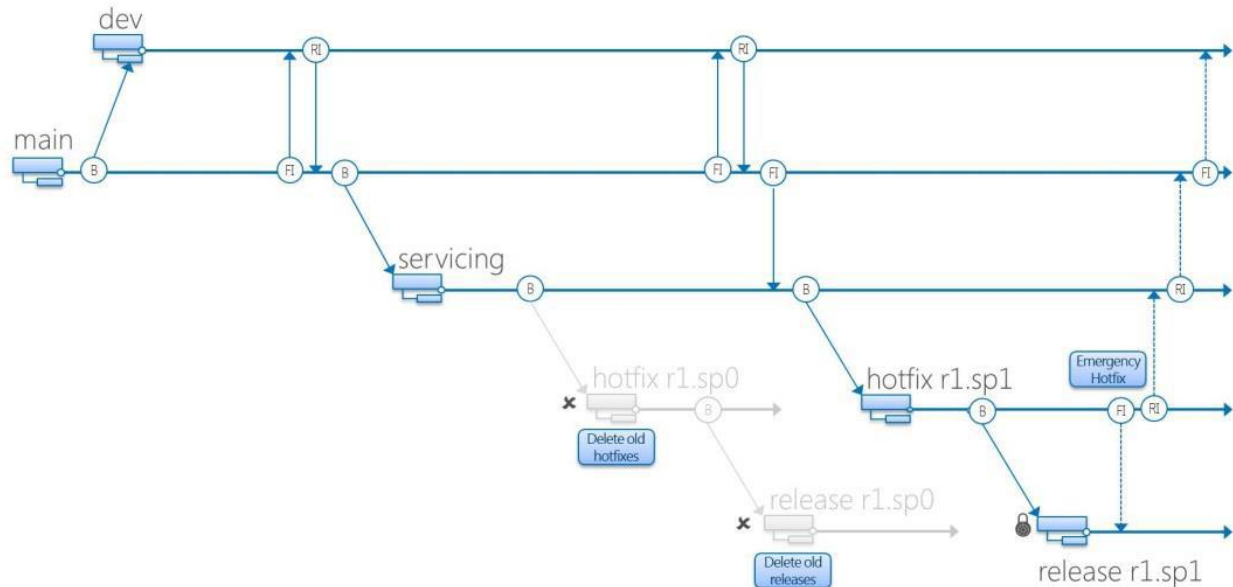 dev
RI
RI
main
B
FI
B
FI
FI
FI
servicing
B
B
RI
Emergency
Hotfix
hotfix r1.sp0
hotfix r1.sp1
B
B
FI
RI
Delete old
hotfixes
release r1.sp0
Delete old
releases
release r1.sp1